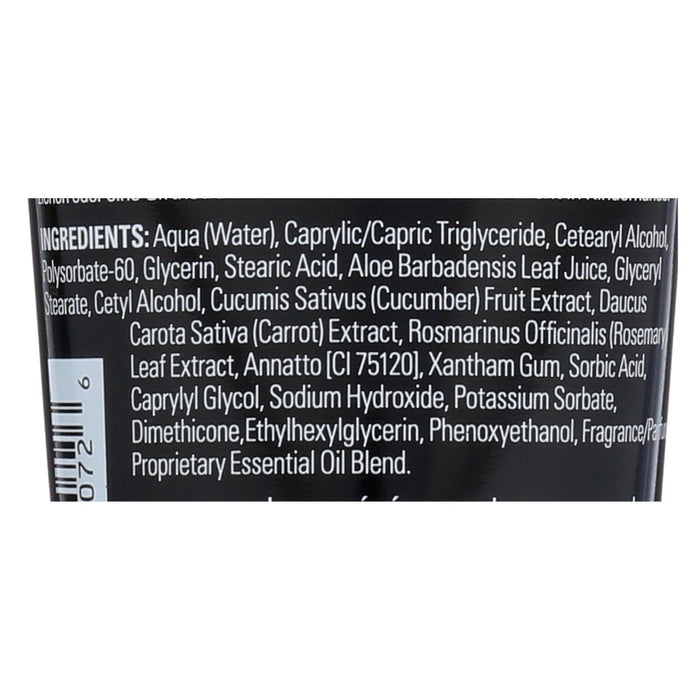 INGREDIENTS: Aqua (Water), Caprylic/Capric Triglyceride, Cetearyl Alcohol,
Polysorbate-60, Glycerin, Stearic Acid, Aloe Barbadensis Leaf Juice, Glyceryl
Stearate, Cetyl Alcohol, Cucumis Sativus (Cucumber) Fruit Extract, Daucus
Carota Sativa (Carrot) Extract, Rosmarinus Officinalis (Rosemary
Leaf Extract, Annatto [CI 75120], Xanthan Gum, Sorbic Acid,
Caprylyl Glycol, Sodium Hydroxide, Potassium Sorbate,
Dimethicone,Ethylhexylglycerin, Phenoxyethanol, Fragrance/Parfum
Proprietary Essential Oil Blend.
072 6